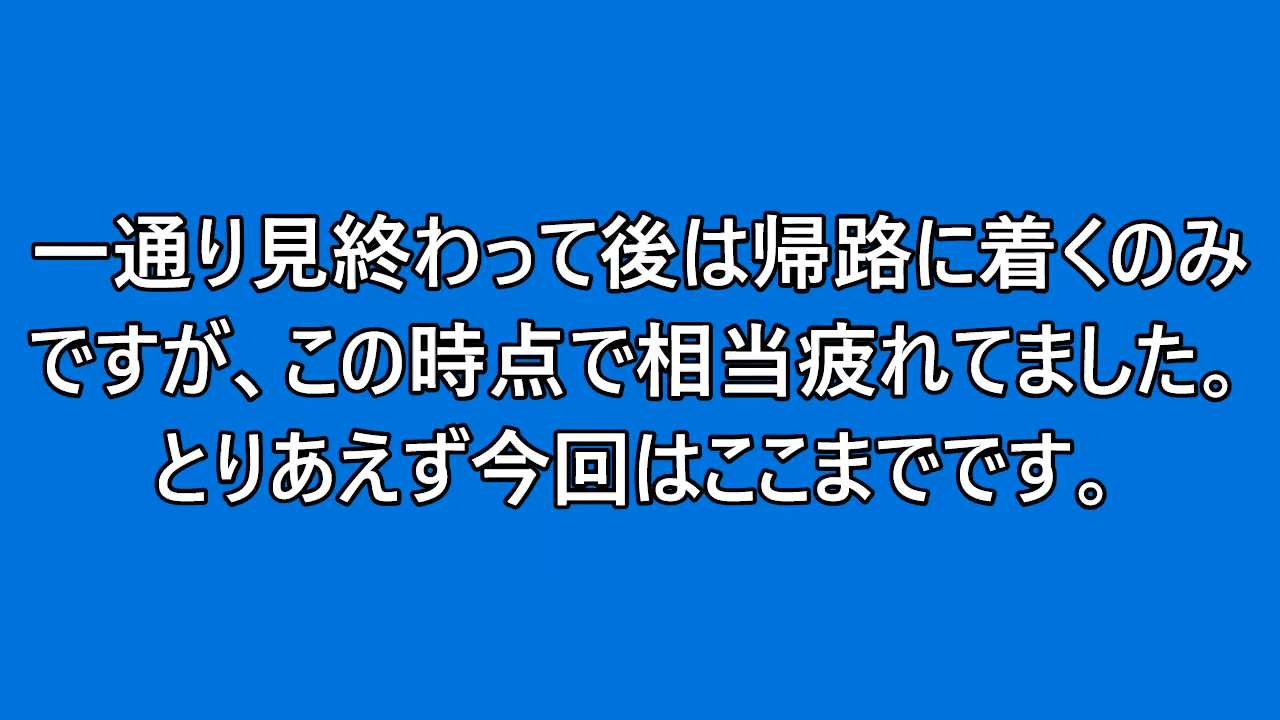 一通り見終わって後は帰路に着くのみ
ですが、この時点で相当疲れてました。
とりあえず今回はここまでです。